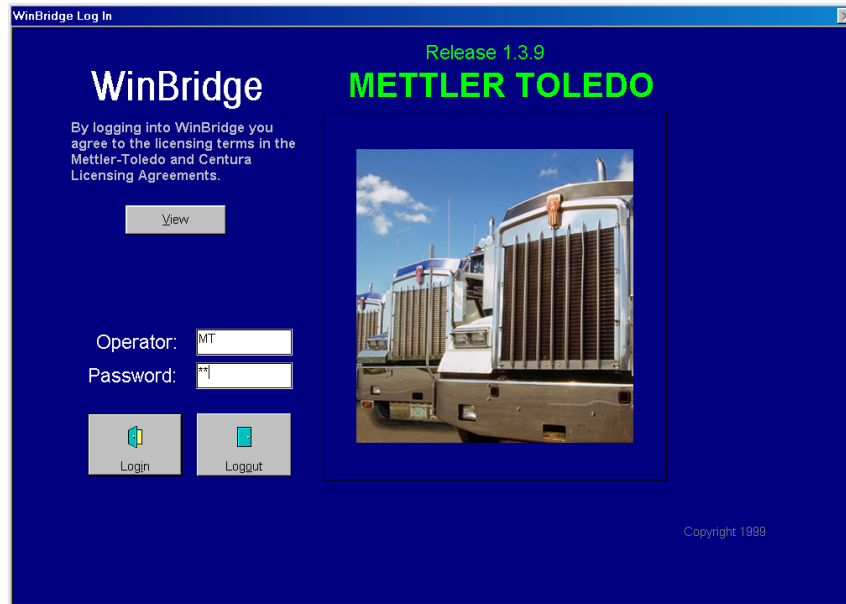 WinBridge Log In
Release 1.3.9
WinBridge
METTLER TOLEDO
By logging into WinBridge you
agree to the licensing terms in the
Mettler-Toledo and Centura
Licensing Agreements.
View
Operator: MT
Password: **
Login
Logout
Copyright 1999